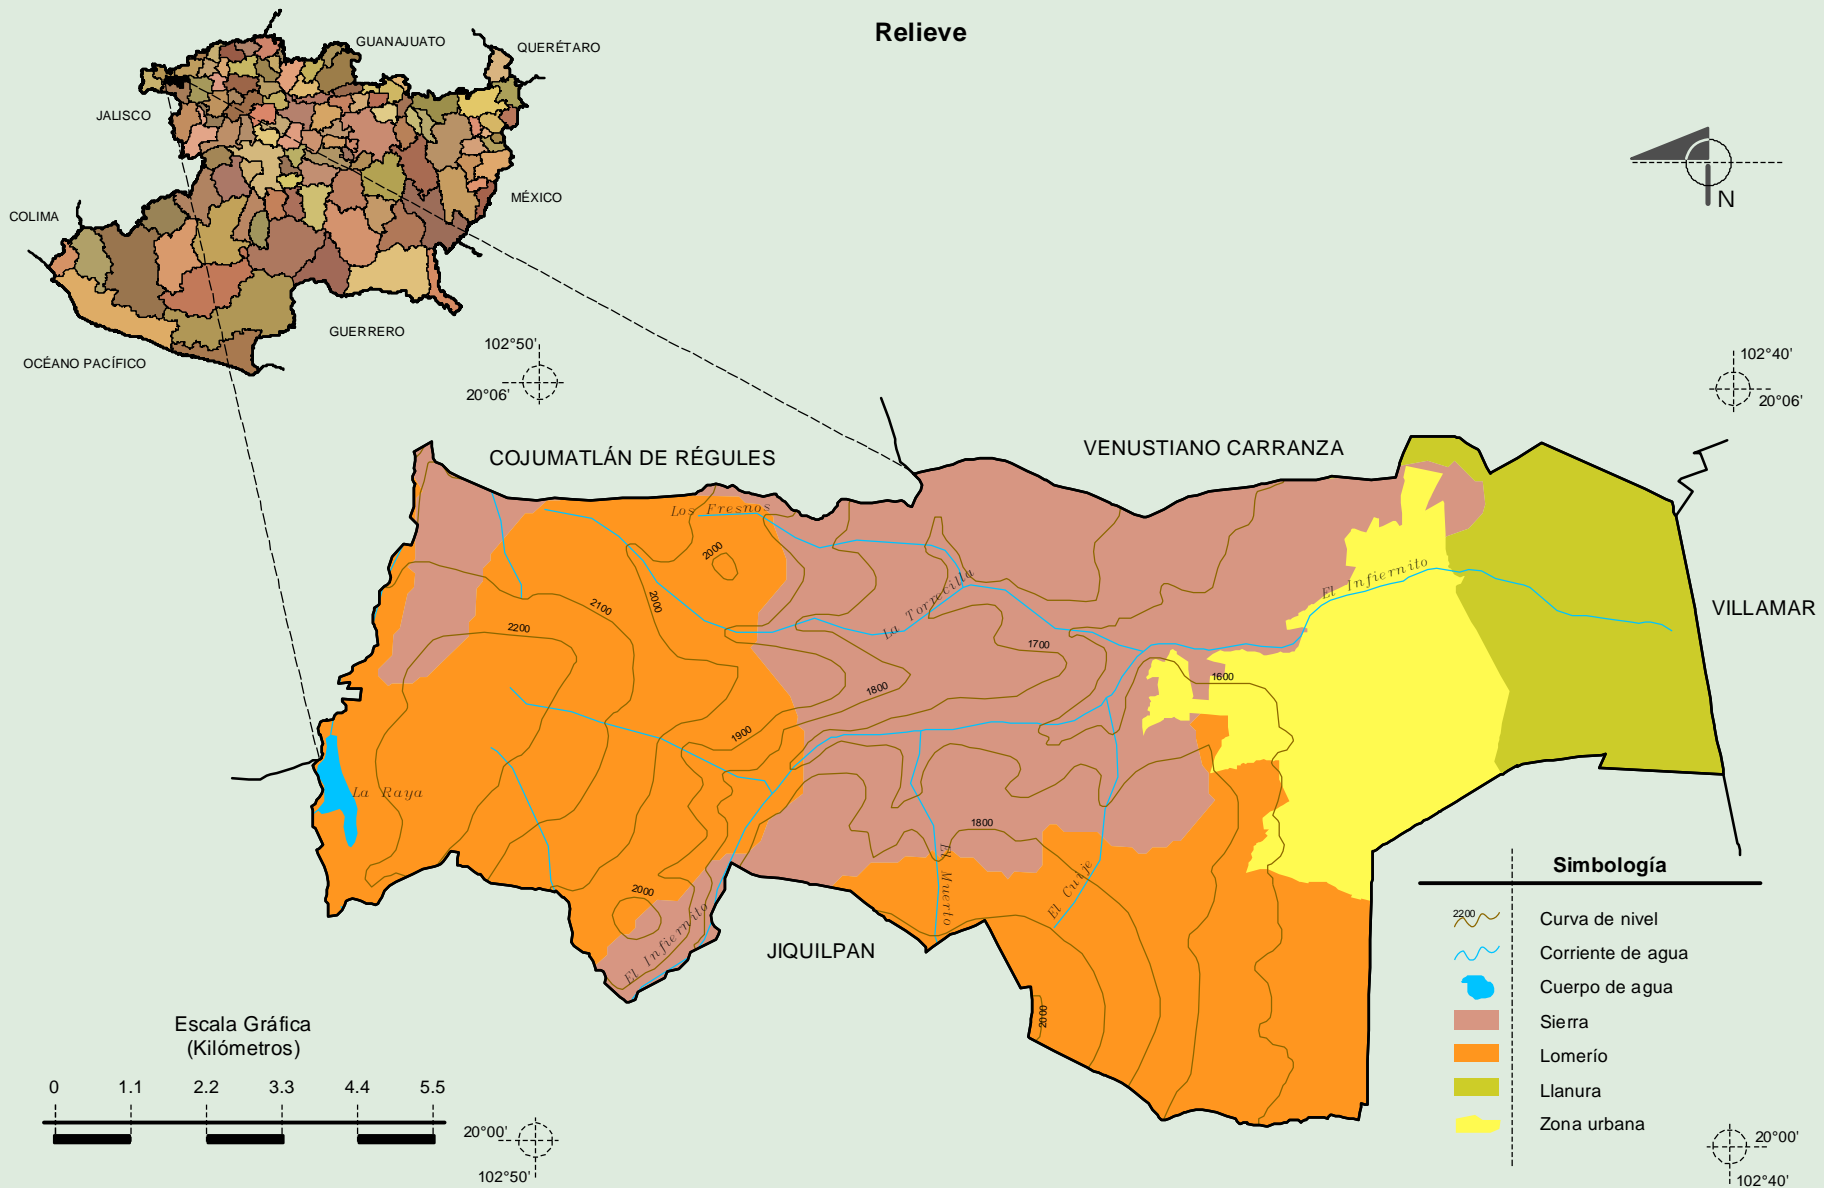 Relieve
GUANAJUATO
QUERÉTARO
JALISCO
MÉXICO
COLIMA
GUERRERO
OCÉANO PACÍFICO
N
102°50'
20°06'
102°40'
20°06'
COJUMATLÁN DE RÉGULES
VENUSTIANO CARRANZA
VILLAMAR
JIQUILPAN
Los Fresnos
2000
2000
2100
2200
La Torrecilla
El Infiernito
1700
1800
1600
1900
La Raya
1800
El Muerto
El Cuije
2000
El Infiernito
2000
Simbología
2200
Curva de nivel
Corriente de agua
Cuerpo de agua
Sierra
Lomerío
Llanura
Zona urbana
Escala Gráfica
(Kilómetros)
0 1.1 2.2 3.3 4.4 5.5
20°00'
102°50'
20°00'
102°40'